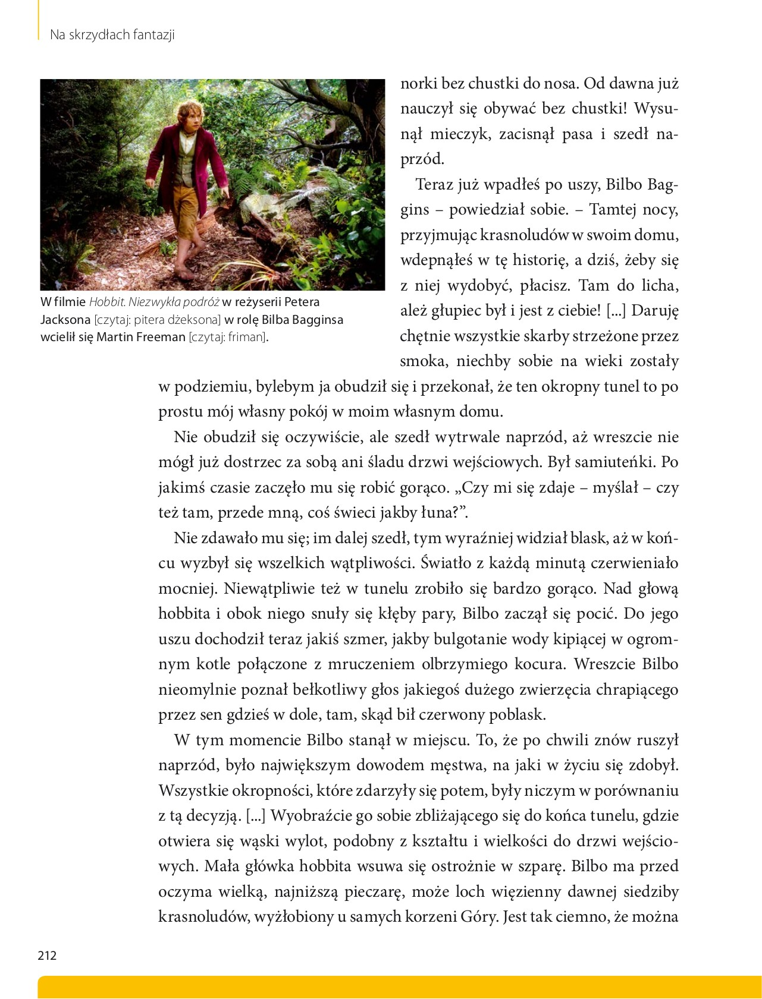 Na skrzydłach fantazji
norki bez chustki do nosa. Od dawna już
nauczył się obywać bez chustki! Wysu-
nął mieczyk, zacisnął pasa i szedł na-
przód.
Teraz już wpadłeś po uszy, Bilbo Bag-
gins – powiedział sobie. – Tamtej nocy,
przyjmując krasnoludów w swoim domu,
wdepnąłeś w tę historię, a dziś, żeby się
z niej wydobyć, płacisz. Tam do licha,
ależ głupiec był i jest z ciebie! [...] Daruję
chętnie wszystkie skarby strzeżone przez
smoka, niechby sobie na wieki zostały
W filmie Hobbit. Niezwykła podróż w reżyserii Petera
Jacksona [czytaj: pitera dżeksona] w rolę Bilba Bagginsa
wcielił się Martin Freeman [czytaj: friman].
w podziemiu, bylebym ja obudził się i przekonał, że ten okropny tunel to po
prostu mój własny pokój w moim własnym domu.
Nie obudził się oczywiście, ale szedł wytrwale naprzód, aż wreszcie nie
mógł już dostrzec za sobą ani śladu drzwi wejściowych. Był samiuteńki. Po
jakimś czasie zaczęło mu się robić gorąco. „Czy mi się zdaje – myślał – czy
też tam, przede mną, coś świeci jakby łuna?”.
Nie zdawało mu się; im dalej szedł, tym wyraźniej widział blask, aż w koń-
cu wyzbył się wszelkich wątpliwości. Światło z każdą minutą czerwieniało
mocniej. Niewątpliwie też w tunelu zrobiło się bardzo gorąco. Nad głową
hobbita i obok niego snuły się kłęby pary, Bilbo zaczął się pocić. Do jego
uszu dochodził teraz jakiś szmer, jakby bulgotanie wody kipiącej w ogrom-
nym kotle połączone z mruczeniem olbrzymiego kocura. Wreszcie Bilbo
nieomylnie poznał bełkotliwy głos jakiegoś dużego zwierzęcia chrapiącego
przez sen gdzieś w dole, tam, skąd bił czerwony poblask.
W tym momencie Bilbo stanął w miejscu. To, że po chwili znów ruszył
naprzód, było największym dowodem męstwa, na jaki w życiu się zdobył.
Wszystkie okropności, które zdarzyły się potem, były niczym w porównaniu
z tą decyzją. [...] Wyobraźcie go sobie zbliżającego się do końca tunelu, gdzie
otwiera się wąski wylot, podobny z kształtu i wielkości do drzwi wejścio-
wych. Mała główka hobbita wsuwa się ostrożnie w szparę. Bilbo ma przed
oczyma wielką, najniższą pieczarę, może loch więzienny dawnej siedziby
krasnoludów, wyżłobiony u samych korzeni Góry. Jest tak ciemno, że można
212